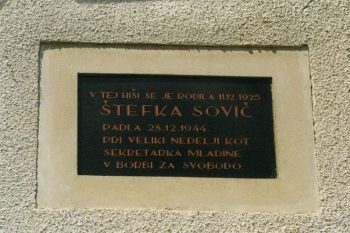 V TEJ HIŠI SE JE RODILA 11.12.1925
ŠTEFKA SOVIČ
PADLA 28.12.1944.
PRI VELIKI NEDELJI KOT
SEKRETARKA MLADINE
V BORBI ZA SVOBODO.